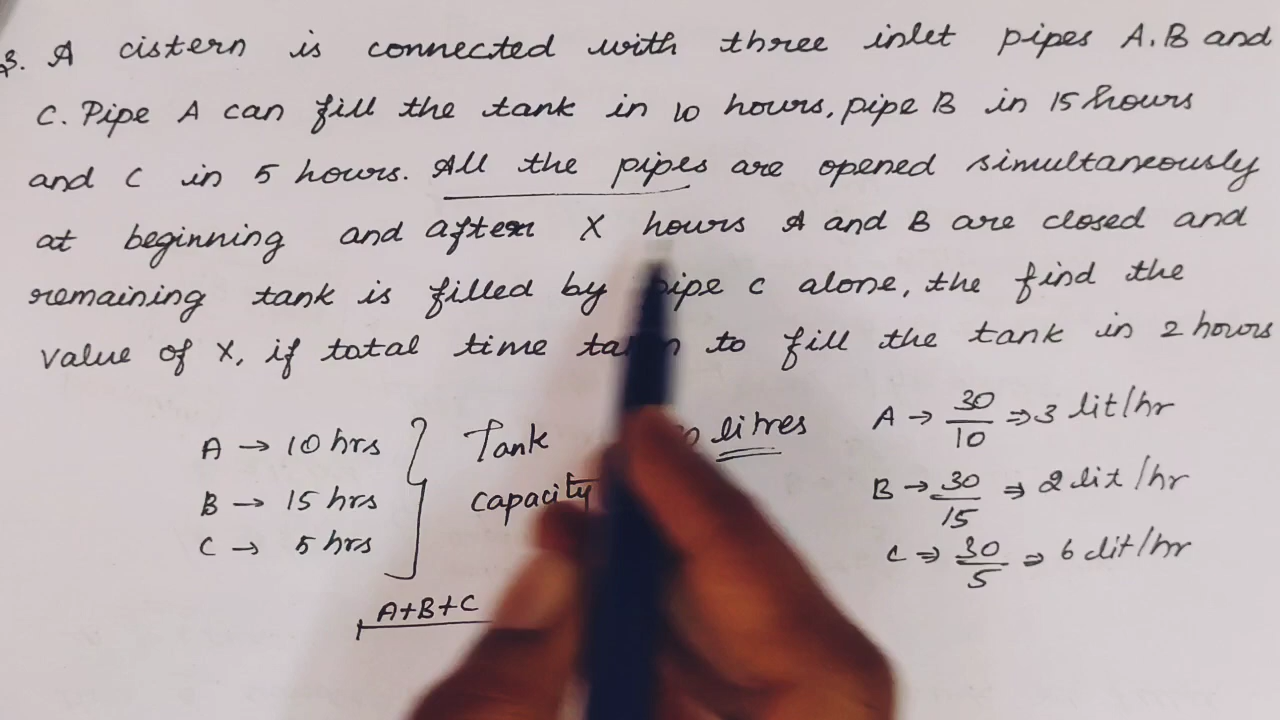 3. A cistern is connected with three inlet pipes A.B and
C. Pipe A can fill the tank in 10 hours, pipe B in 15 hours
and C in 5 hours. All the pipes are opened simultaneously
at beginning and after X hours A and B are closed and
remaining tank is filled by pipe C alone, the find the
value of X, if total time to fill the tank in 2 hours
A → 10 hrs
B → 15 hrs
C → 5 hrs
Tank litres
capacity
A → 30/10 ⇒ 3 lit/hr
B → 30/15 ⇒ 2 lit/hr
C ⇒ 30/5 ⇒ 6 lit/hr
A+B+C